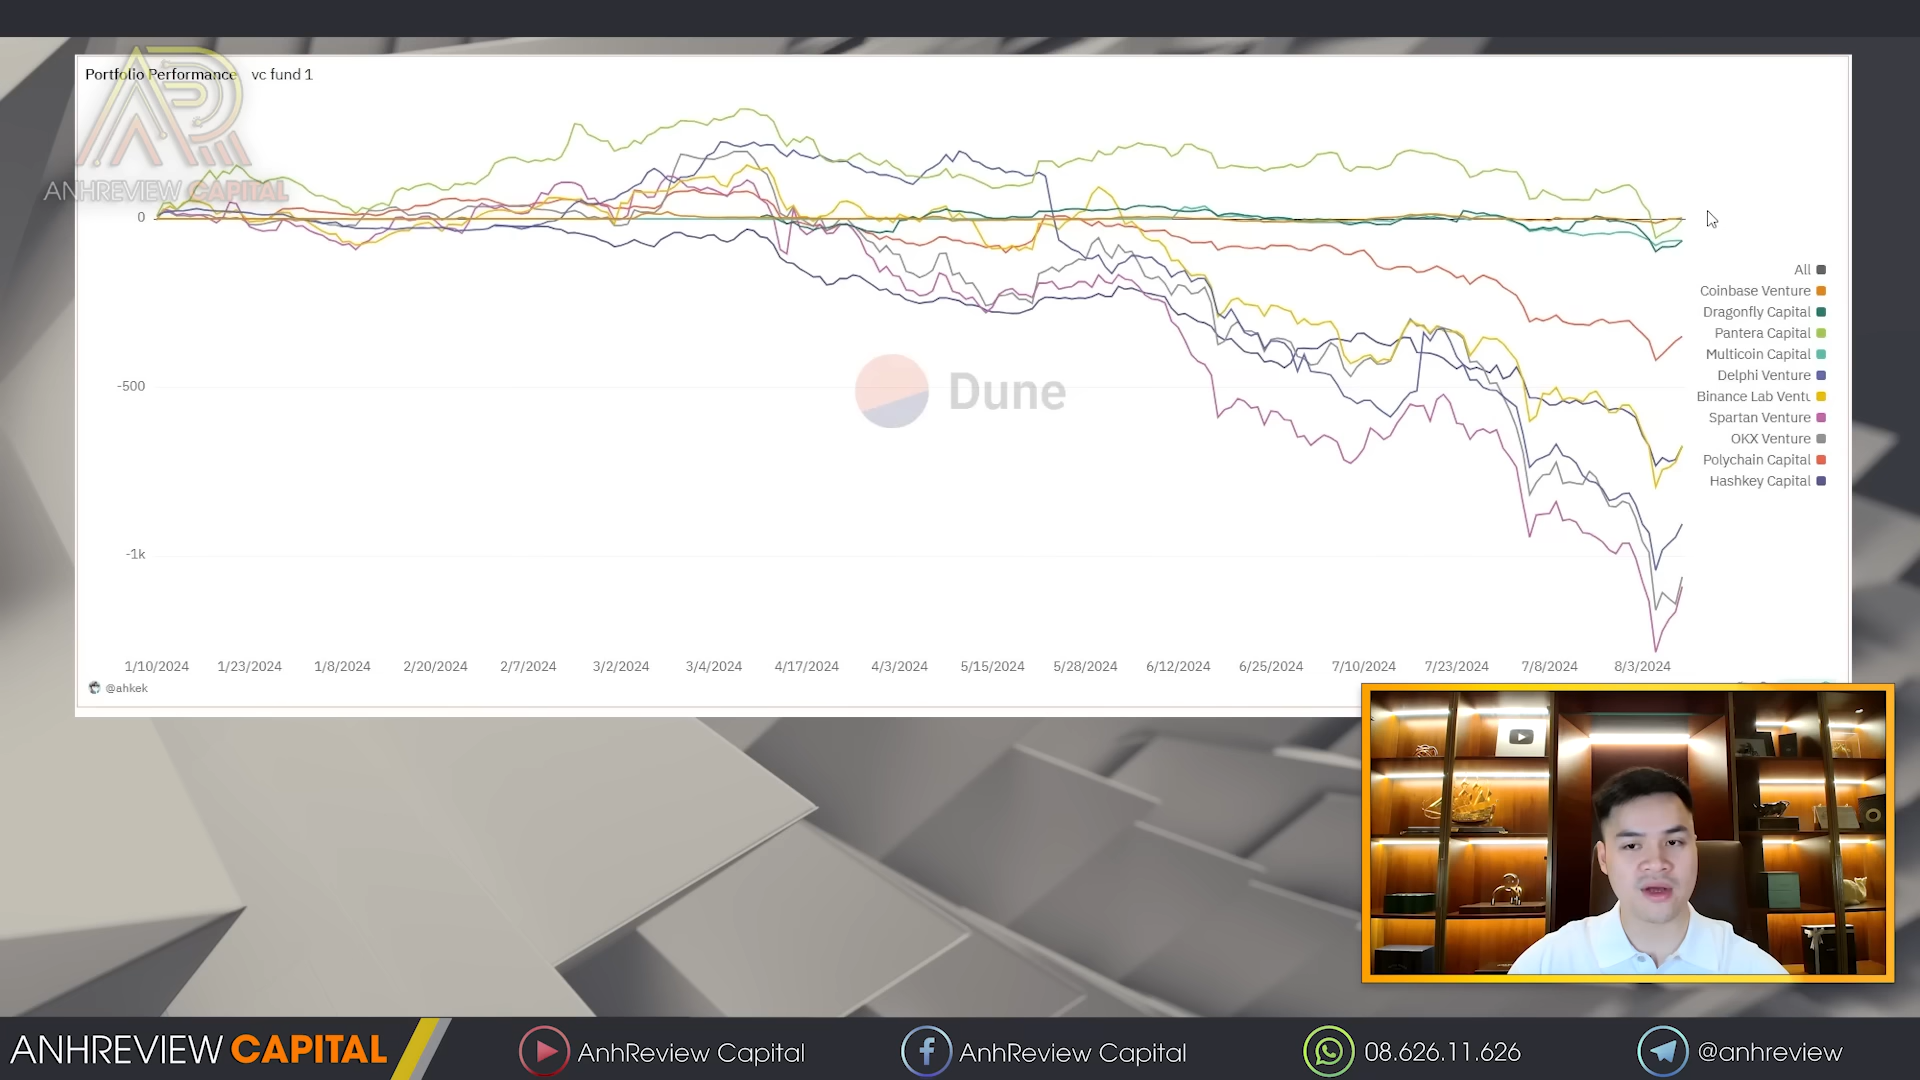 Portfolio Performance vc fund 1
ANHREVIEW CAPITAL
0
-500
-1k
Dune
All
Coinbase Venture
Dragonfly Capital
Pantera Capital
Multicoin Capital
Delphi Venture
Binance Lab Ventu
Spartan Venture
OKX Venture
Polychain Capital
Hashkey Capital
1/10/2024 1/23/2024 1/8/2024 2/20/2024 2/7/2024 3/2/2024 3/4/2024 4/17/2024 4/3/2024 5/15/2024 5/28/2024 6/12/2024 6/25/2024 7/10/2024 7/23/2024 7/8/2024 8/3/2024
@ahkek
ANHREVIEW CAPITAL AnhReview Capital AnhReview Capital 08.626.11.626 @anhreview